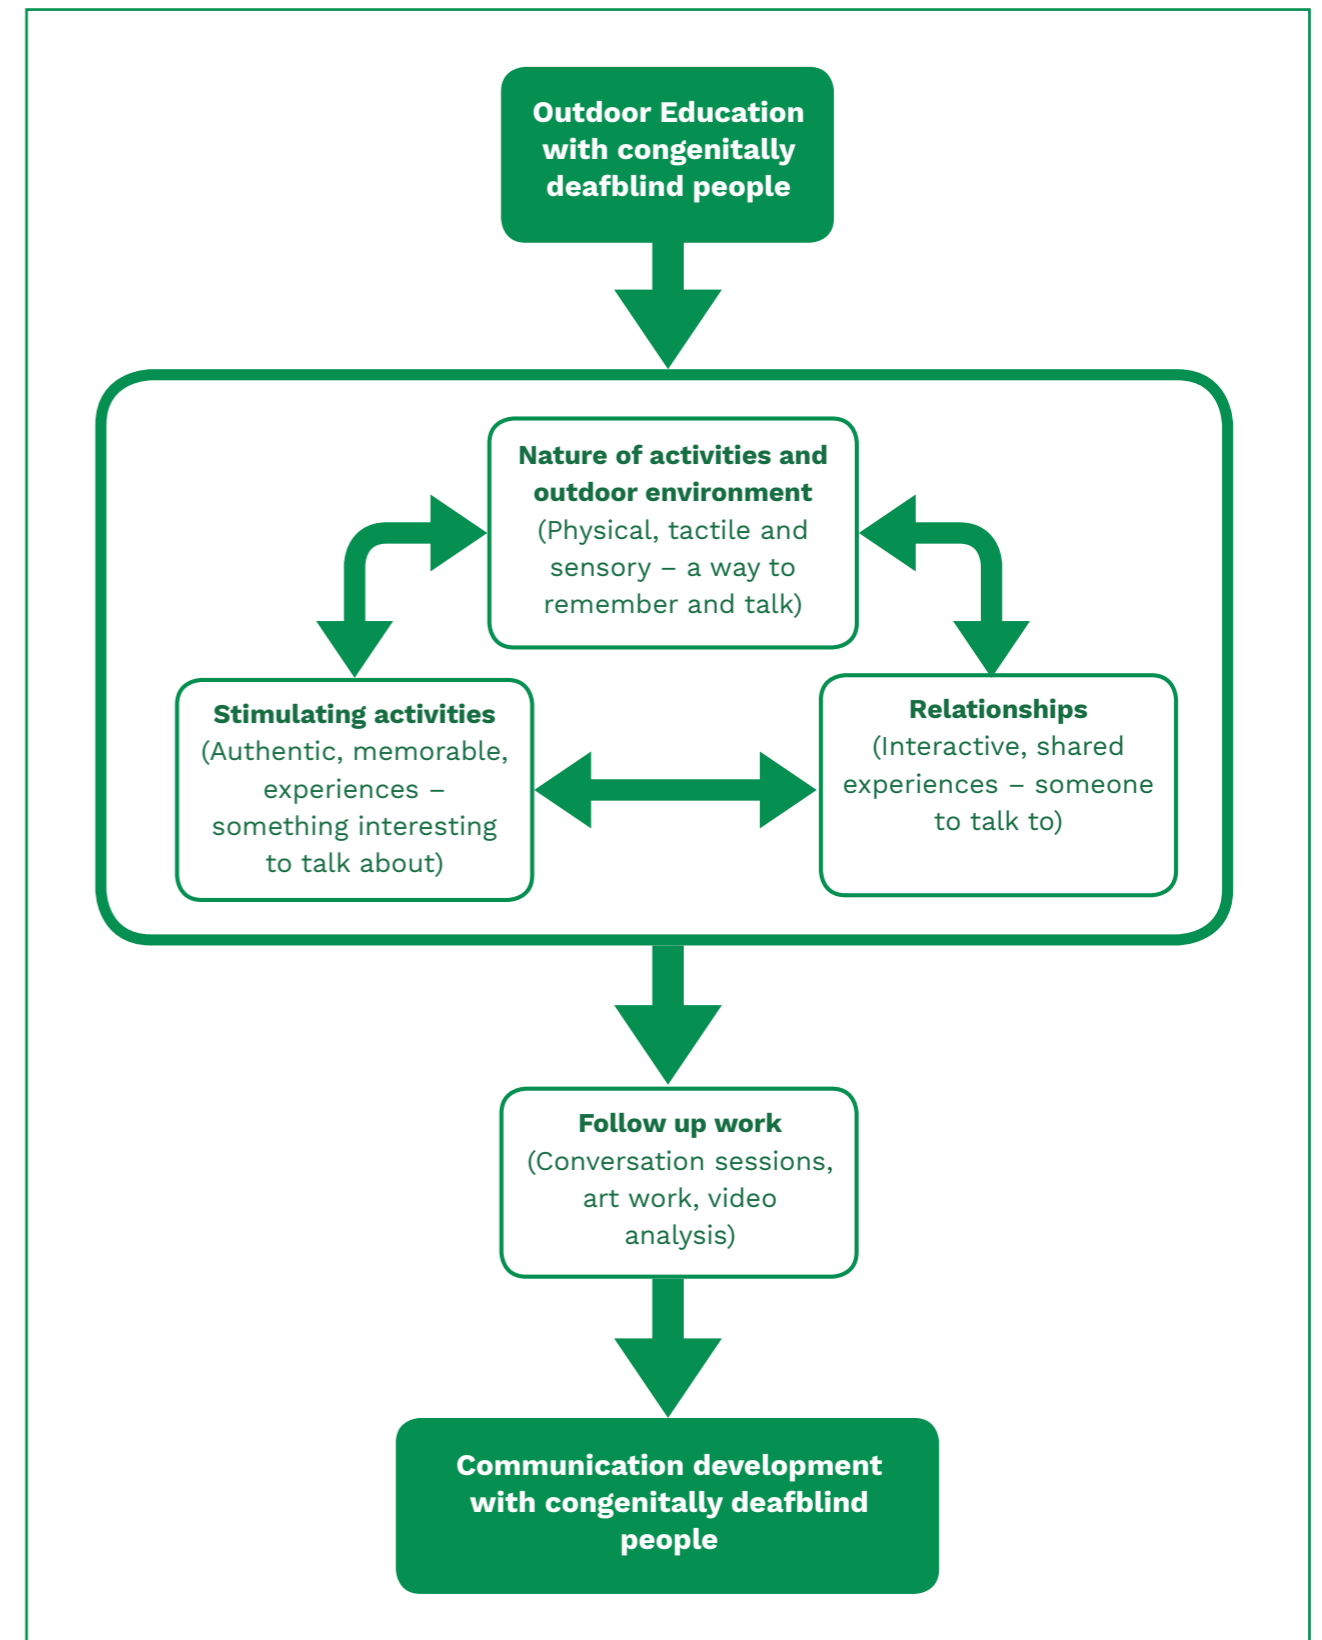 Outdoor Education
with congenitally
deafblind people
Nature of activities and
outdoor environment
(Physical, tactile and
sensory – a way to
remember and talk)
Stimulating activities
(Authentic, memorable,
experiences –
something interesting
to talk about)
Relationships
(Interactive, shared
experiences – someone
to talk to)
Follow up work
(Conversation sessions,
art work, video
analysis)
Communication development
with congenitally deafblind
people